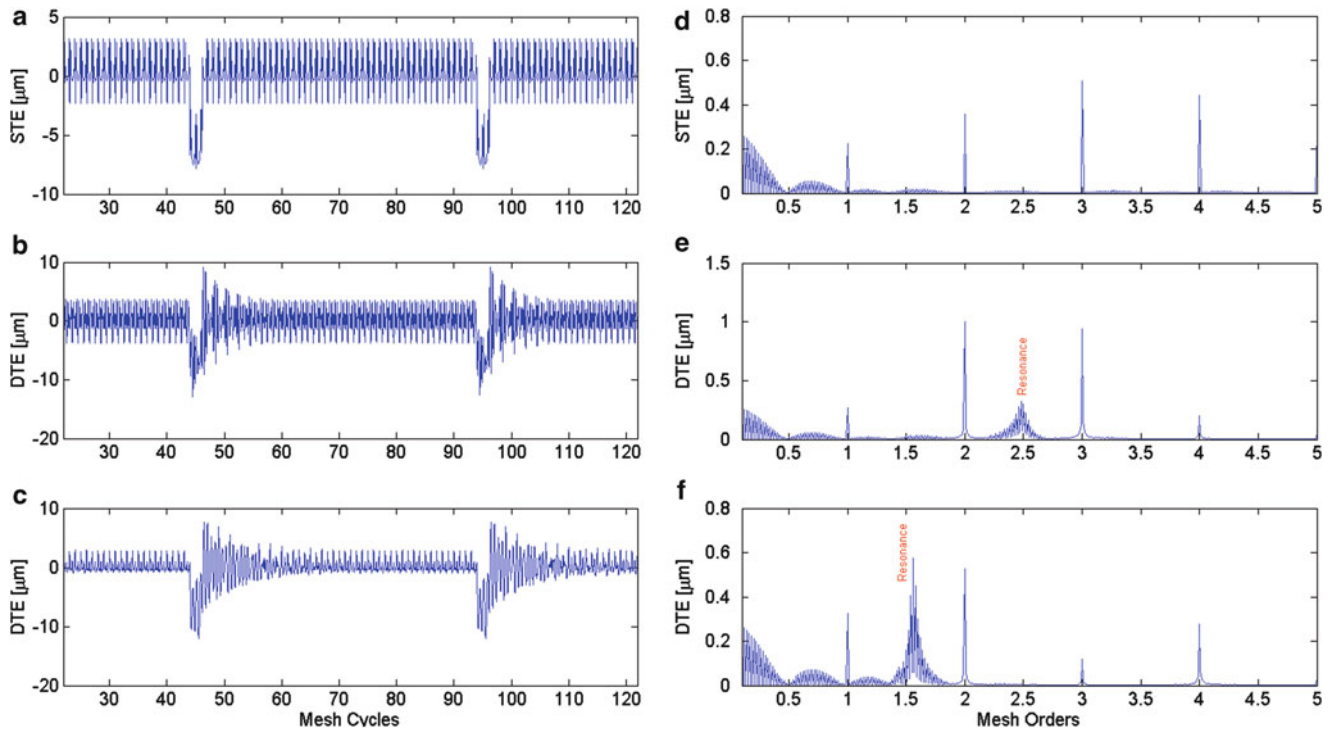 a
STE [μm]
5
0
-5
-10
30 40 50 60 70 80 90 100 110 120
b
DTE [μm]
10
0
-10
-20
30 40 50 60 70 80 90 100 110 120
c
DTE [μm]
10
0
-10
-20
30 40 50 60 70 80 90 100 110 120
Mesh Cycles
d
STE [μm]
0.8
0.6
0.4
0.2
0
0.5 1 1.5 2 2.5 3 3.5 4 4.5 5
e
DTE [μm]
1.5
1
0.5
0
Resonance
0.5 1 1.5 2 2.5 3 3.5 4 4.5 5
f
DTE [μm]
0.8
0.6
0.4
0.2
0
Resonance
0.5 1 1.5 2 2.5 3 3.5 4 4.5 5
Mesh Orders